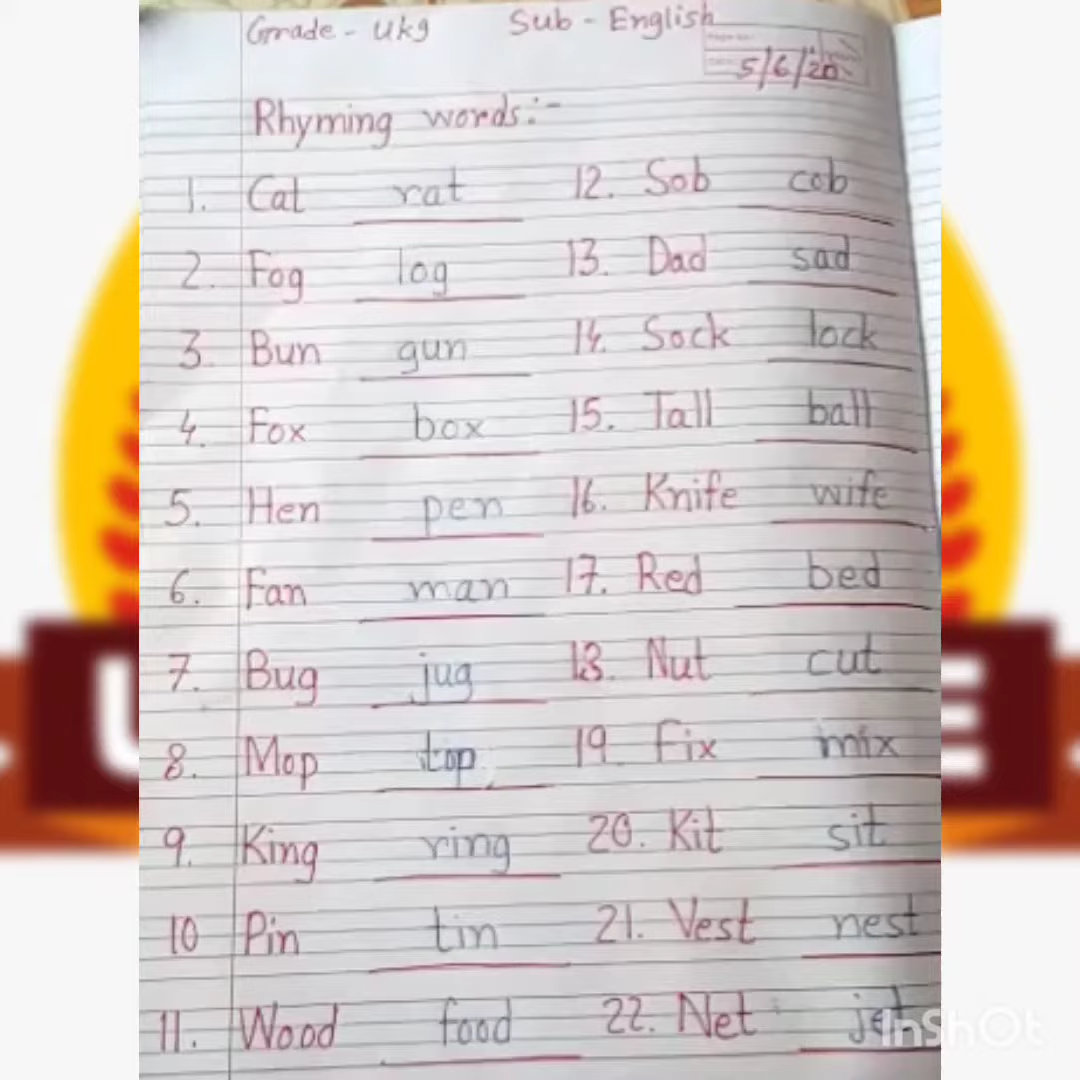 Grade - Ukg Sub - English
5/6/20
Rhyming words:-
1. Cat rat 12. Sob cob
2. Fog log 13. Dad sad
3. Bun gun 14. Sock lock
4. Fox box 15. Tall ball
5. Hen pen 16. Knife wife
6. Fan man 17. Red bed
7. Bug jug 18. Nut cut
8. Mop top 19. Fix mix
9. King ring 20. Kit sit
10 Pin tin 21. Vest nest
11. Wood food 22. Net jet
InShOt